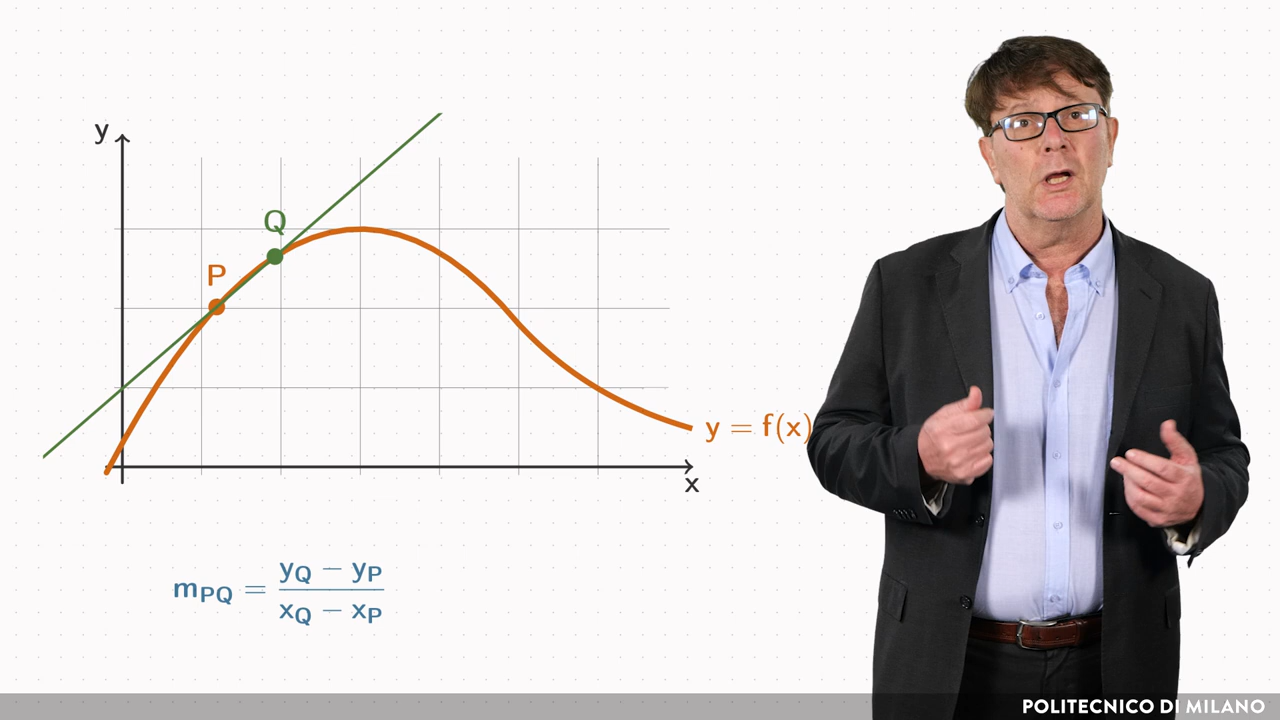 y
Q
P
y = f(x)
x
m_PQ = (y_Q − y_P) / (x_Q − x_P)
POLITECNICO DI MILANO